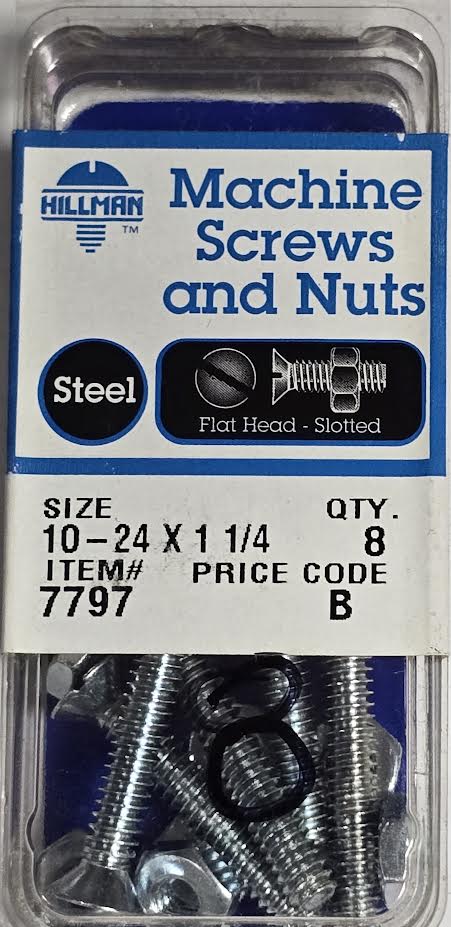 HILLMAN
TM
Machine
Screws
and Nuts
Steel
Flat Head - Slotted
SIZE QTY.
10-24 X 1 1/4 8
ITEM# PRICE CODE
7797 B
8